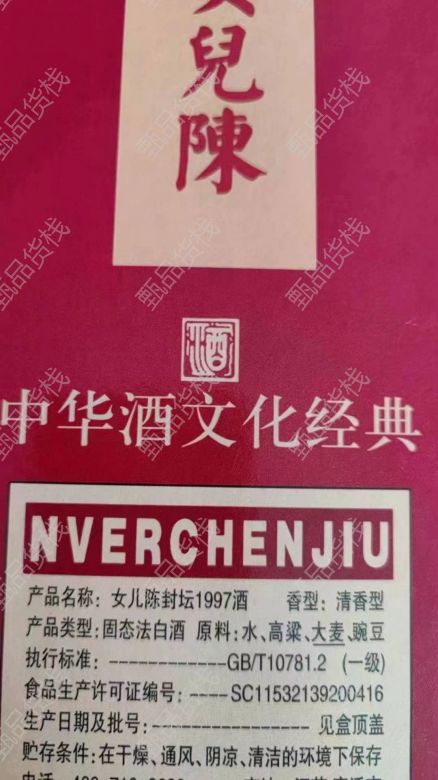 兒
陳
酒
中华酒文化经典
NVERCHENJIU
产品名称: 女儿陈封坛1997酒 香型: 清香型
产品类型: 固态法白酒 原料: 水、高粱、大麦、豌豆
执行标准: ------------GB/T10781.2 (一级)
食品生产许可证编号: ----SC11532139200416
生产日期及批号: ------------------ 见盒顶盖
贮存条件: 在干燥、通风、阴凉、清洁的环境下保存
甄品货栈